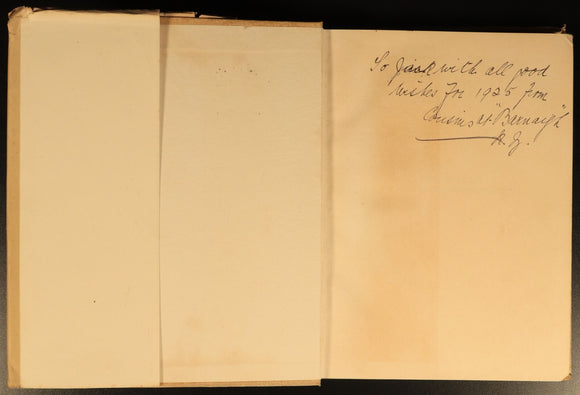 To Jack with all good
wishes for 1925 from
Cousins at "Barnagh"
N.Z.